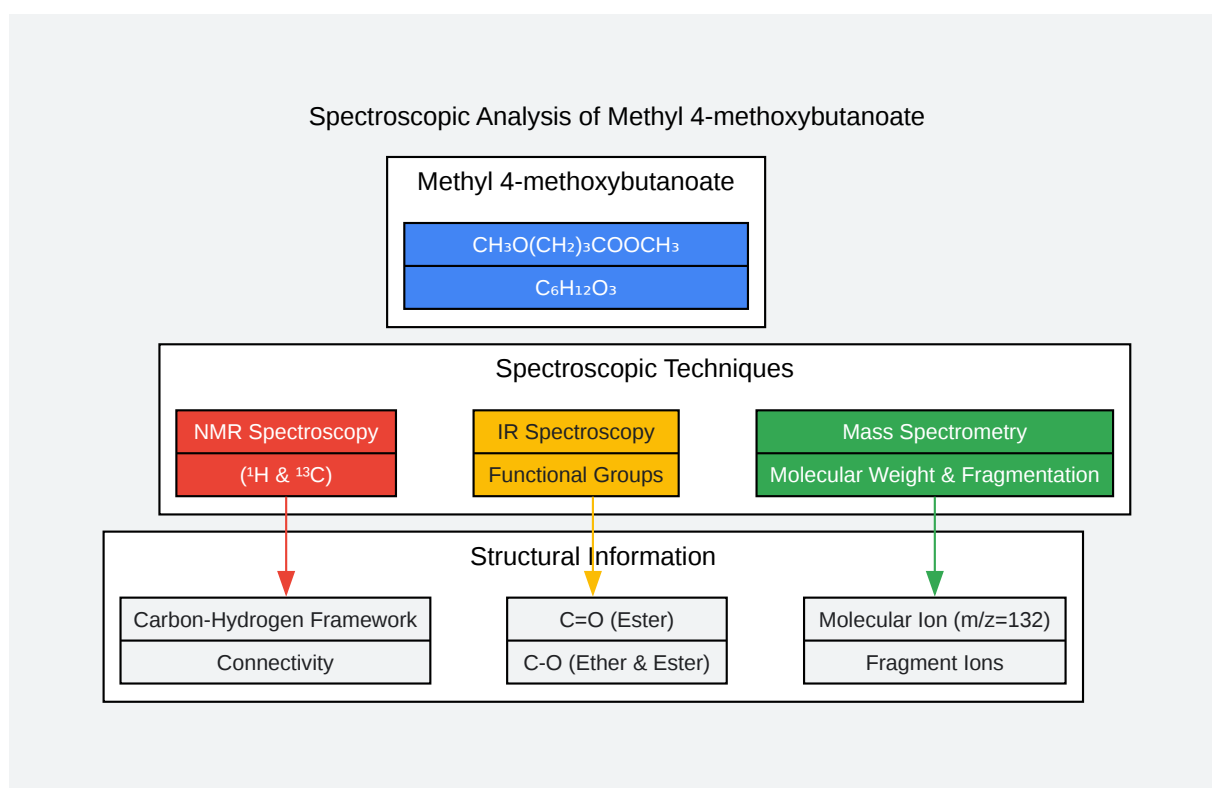 Spectroscopic Analysis of Methyl 4-methoxybutanoate
Methyl 4-methoxybutanoate
CH₃O(CH₂)₃COOCH₃
C₆H₁₂O₃
Spectroscopic Techniques
NMR Spectroscopy
(¹H & ¹³C)
IR Spectroscopy
Functional Groups
Mass Spectrometry
Molecular Weight & Fragmentation
Structural Information
Carbon-Hydrogen Framework
Connectivity
C=O (Ester)
C-O (Ether & Ester)
Molecular Ion (m/z=132)
Fragment Ions